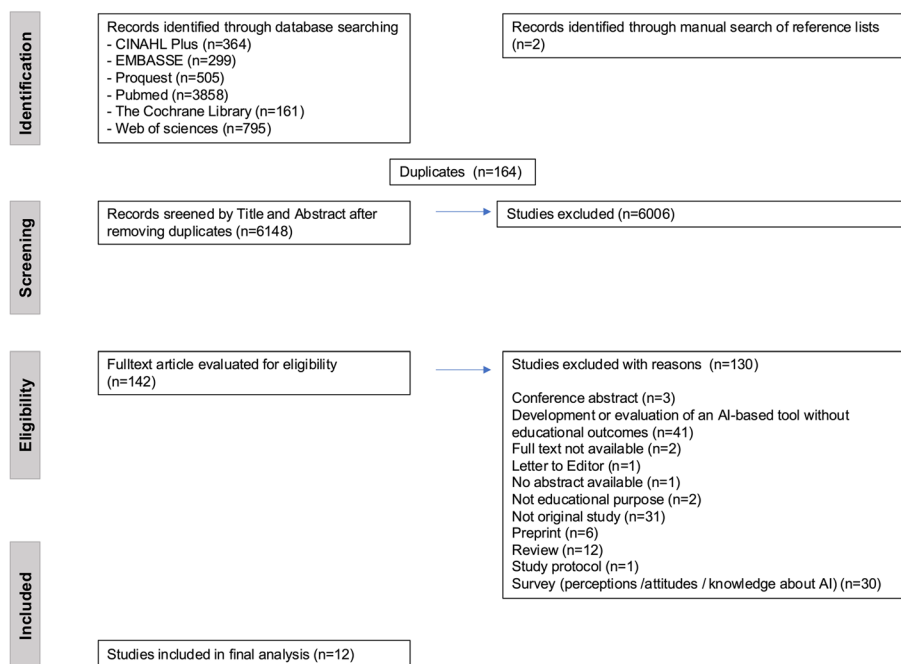 Identification
Records identified through database searching
- CINAHL Plus (n=364)
- EMBASSE (n=299)
- Proquest (n=505)
- Pubmed (n=3858)
- The Cochrane Library (n=161)
- Web of sciences (n=795)
Records identified through manual search of reference lists
(n=2)
Duplicates (n=164)
Screening
Records sreened by Title and Abstract after
removing duplicates (n=6148)
Studies excluded (n=6006)
Eligibility
Fulltext article evaluated for eligibility
(n=142)
Studies excluded with reasons (n=130)
Conference abstract (n=3)
Development or evaluation of an AI-based tool without
educational outcomes (n=41)
Full text not available (n=2)
Letter to Editor (n=1)
No abstract available (n=1)
Not educational purpose (n=2)
Not original study (n=31)
Preprint (n=6)
Review (n=12)
Study protocol (n=1)
Survey (perceptions /attitudes / knowledge about AI) (n=30)
Included
Studies included in final analysis (n=12)